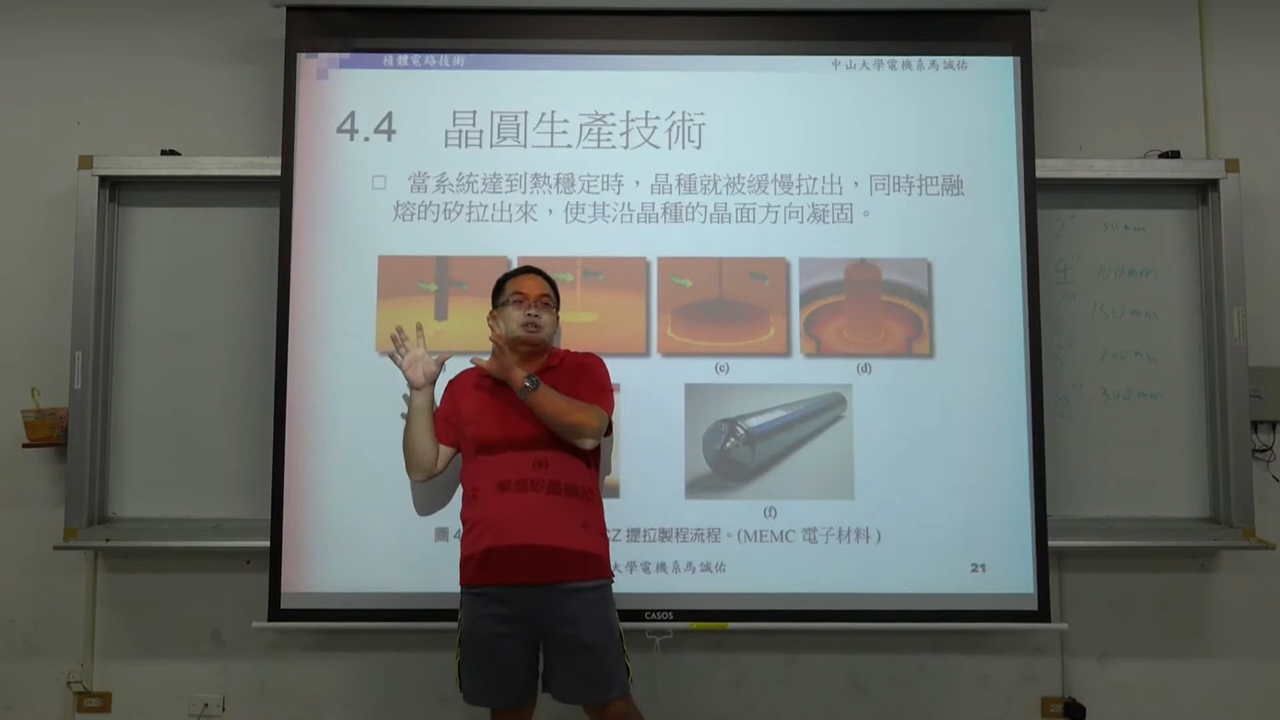 積體電路技術
中山大學電機系馬誠佑
4.4 晶圓生產技術
當系統達到熱穩定時，晶種就被緩慢拉出，同時把融
熔的矽拉出來，使其沿晶種的晶面方向凝固。
(c)
(d)
(e)
(f)
圖 4
CZ 提拉製程流程。(MEMC 電子材料)
大學電機系馬誠佑
21
CASOS
2"
4" 100mm
300mm